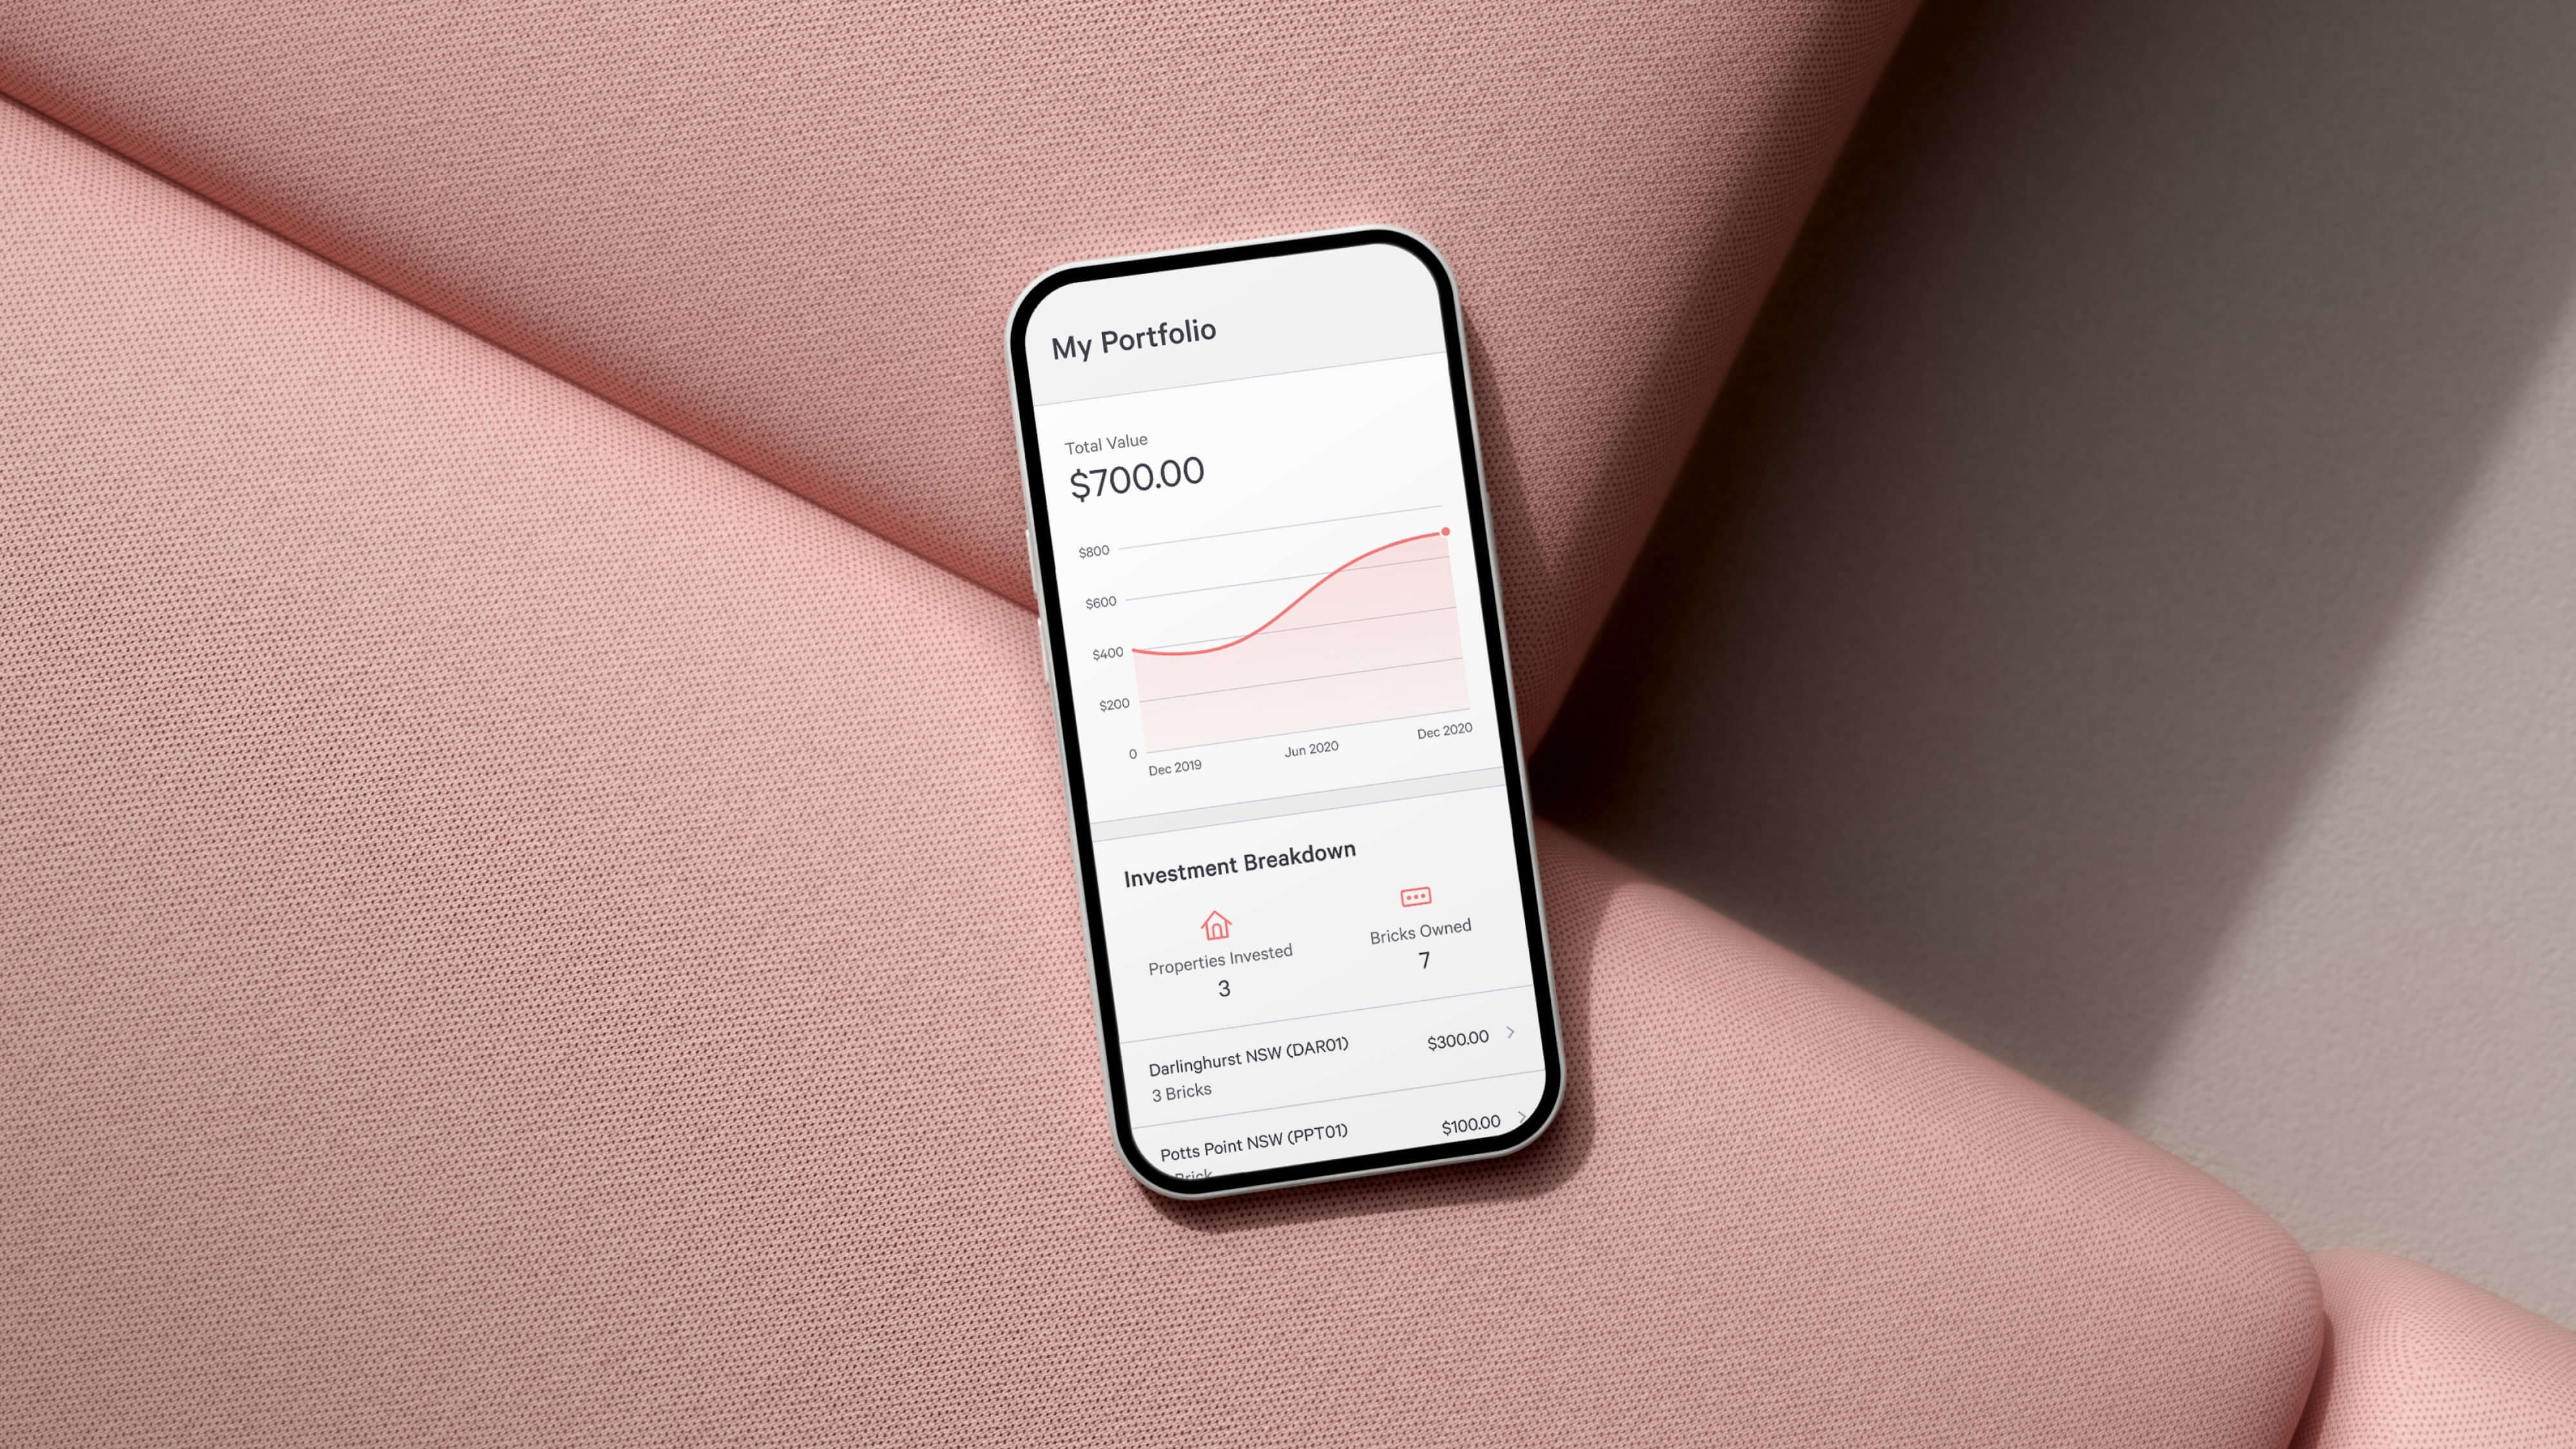 My Portfolio
Total Value
$700.00
$800
$600
$400
$200
0
Dec 2019
Jun 2020
Dec 2020
Investment Breakdown
Properties Invested
3
Bricks Owned
7
Darlinghurst NSW (DAR01)
$300.00
3 Bricks
Potts Point NSW (PPT01)
$100.00
Brick